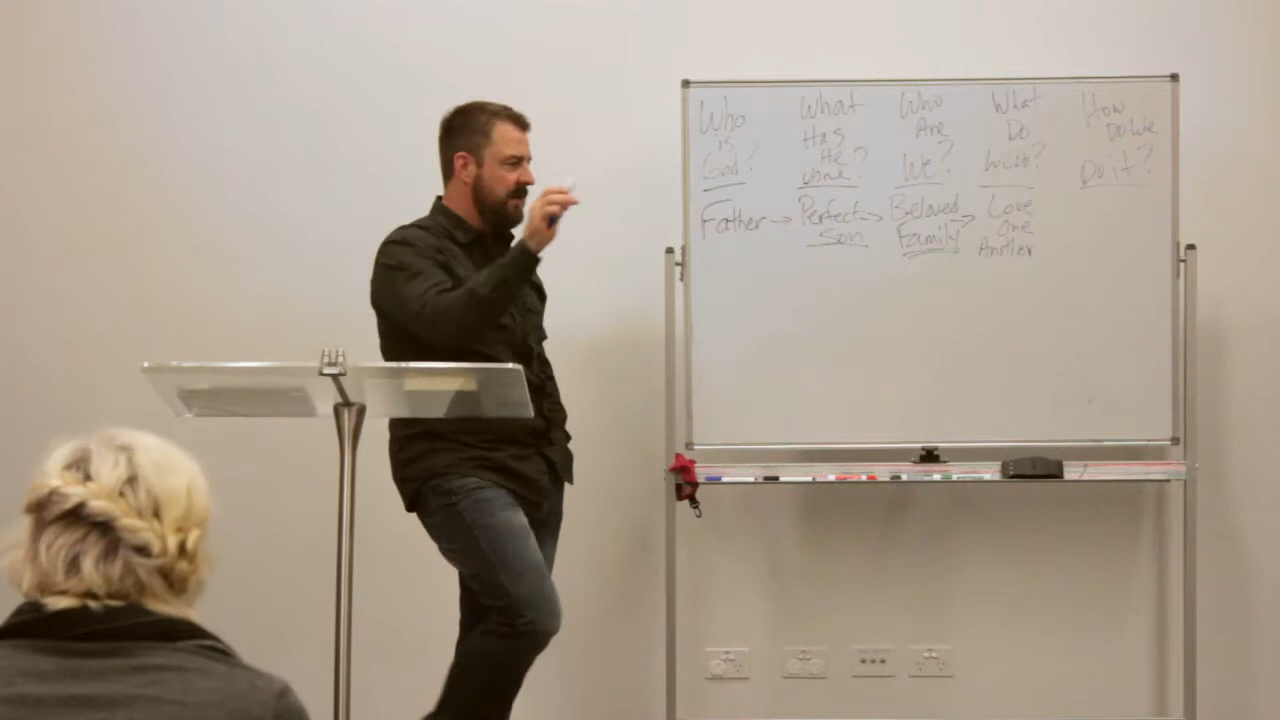 Who
is
God?
What
Has
He
Done?
Who
Are
We?
What
Do
We Do?
How
Do We
Do it?
Father → Perfect → Beloved → Love
Son Family One
Another